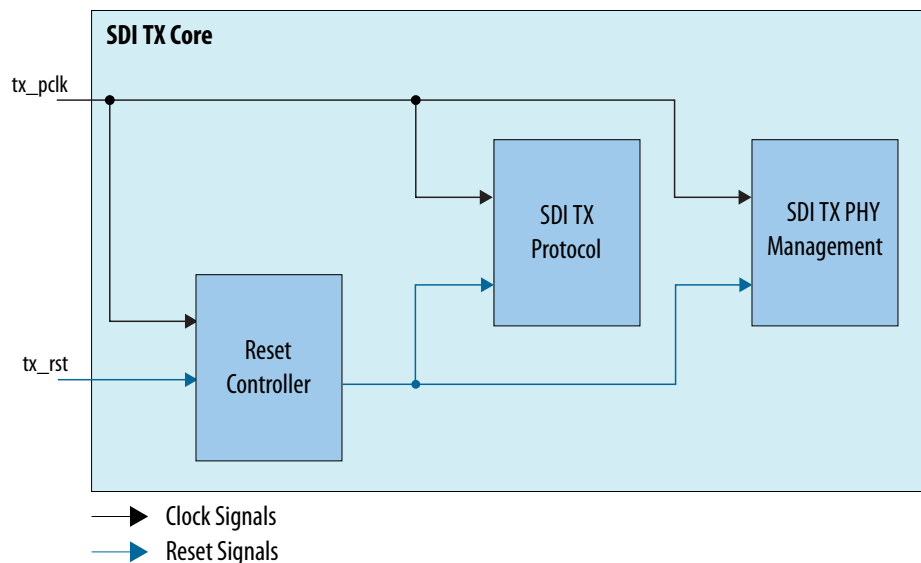 SDI TX Core
tx_pclk
SDI TX
Protocol
SDI TX PHY
Management
Reset
Controller
tx_rst
Clock Signals
Reset Signals